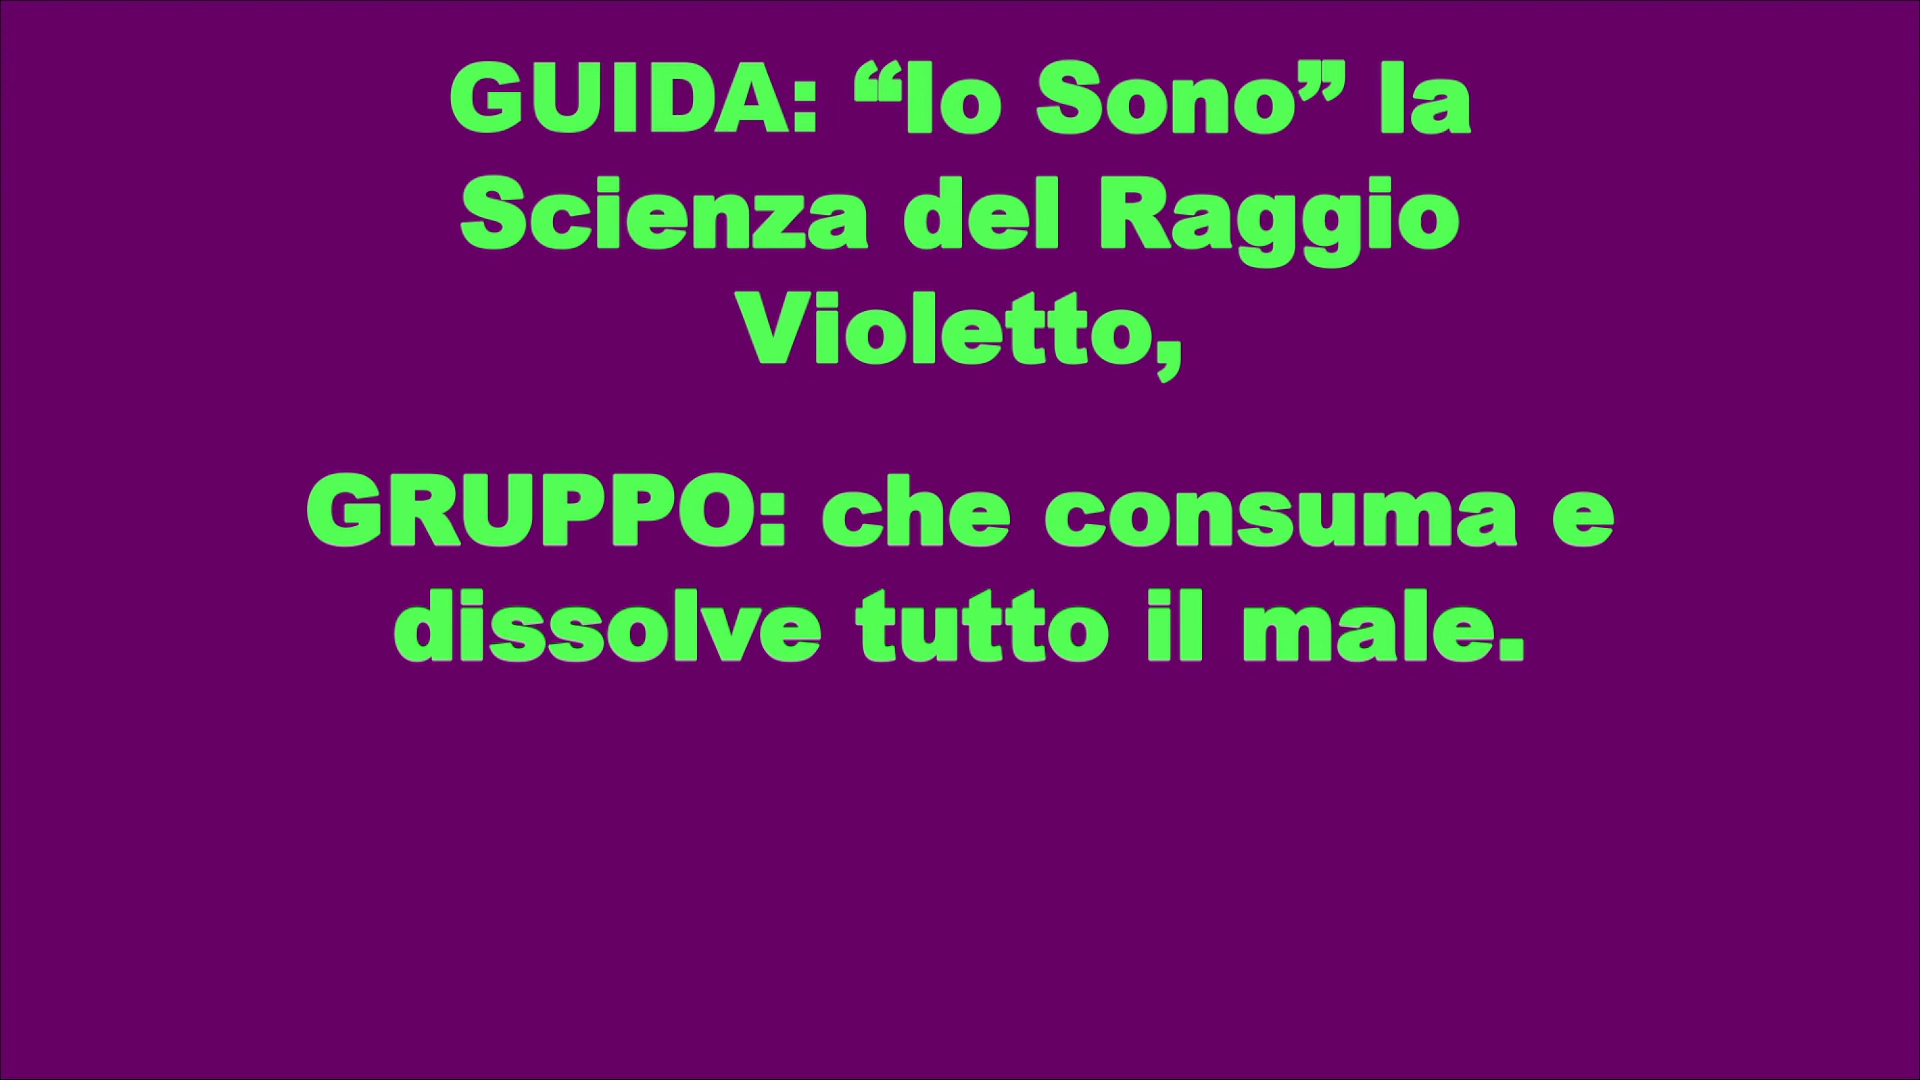 GUIDA: “Io Sono” la
Scienza del Raggio
Violetto,
GRUPPO: che consuma e
dissolve tutto il male.